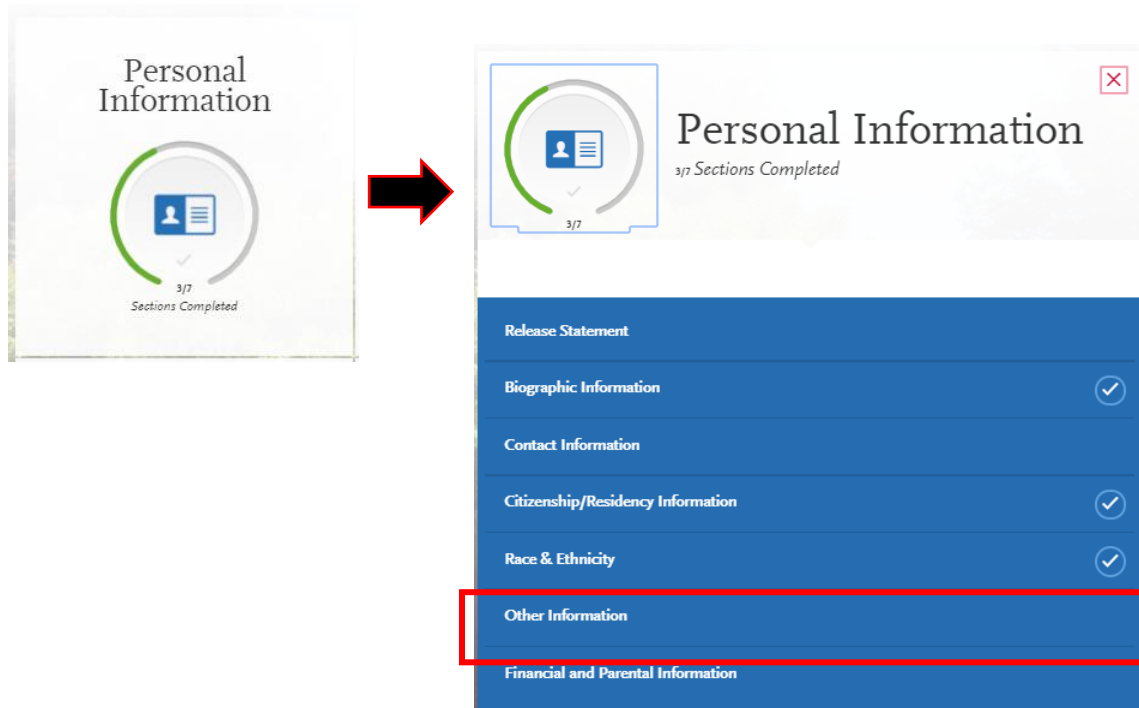 Personal
Information
3/7
Sections Completed
Personal Information
3/7 Sections Completed
3/7
Release Statement
Biographic Information
Contact Information
Citizenship/Residency Information
Race & Ethnicity
Other Information
Financial and Parental Information